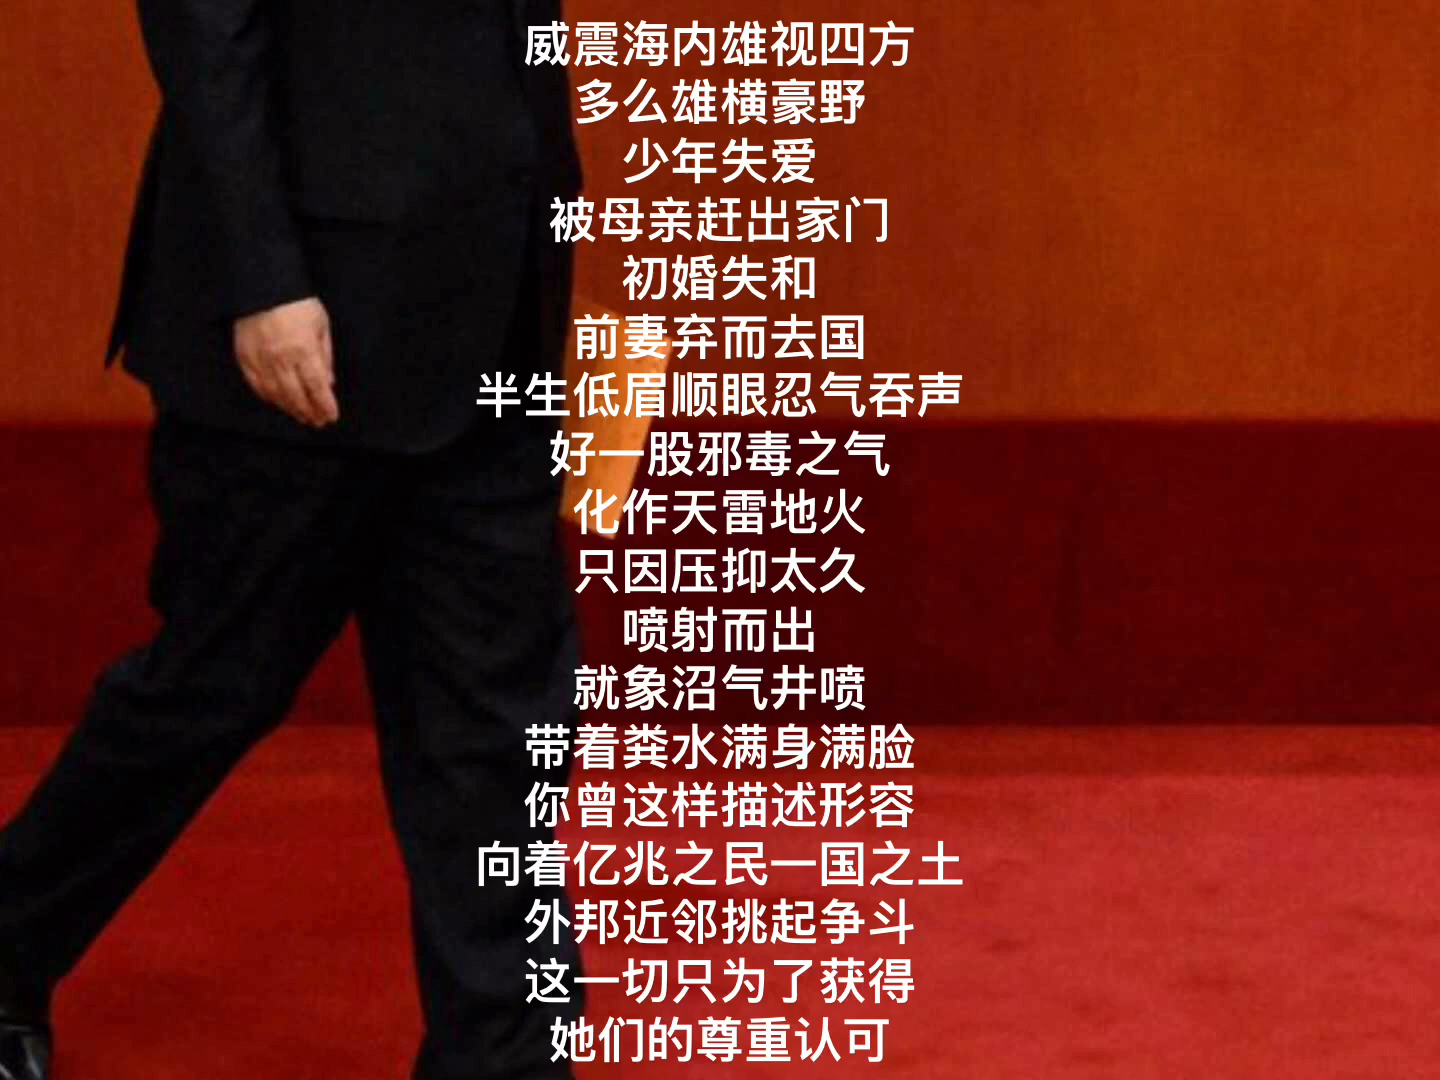 威震海内雄视四方
多么雄横豪野
少年失爱
被母亲赶出家门
初婚失和
前妻弃而去国
半生低眉顺眼忍气吞声
好一股邪毒之气
化作天雷地火
只因压抑太久
喷射而出
就象沼气井喷
带着粪水满身满脸
你曾这样描述形容
向着亿兆之民一国之土
外邦近邻挑起争斗
这一切只为了获得
她们的尊重认可